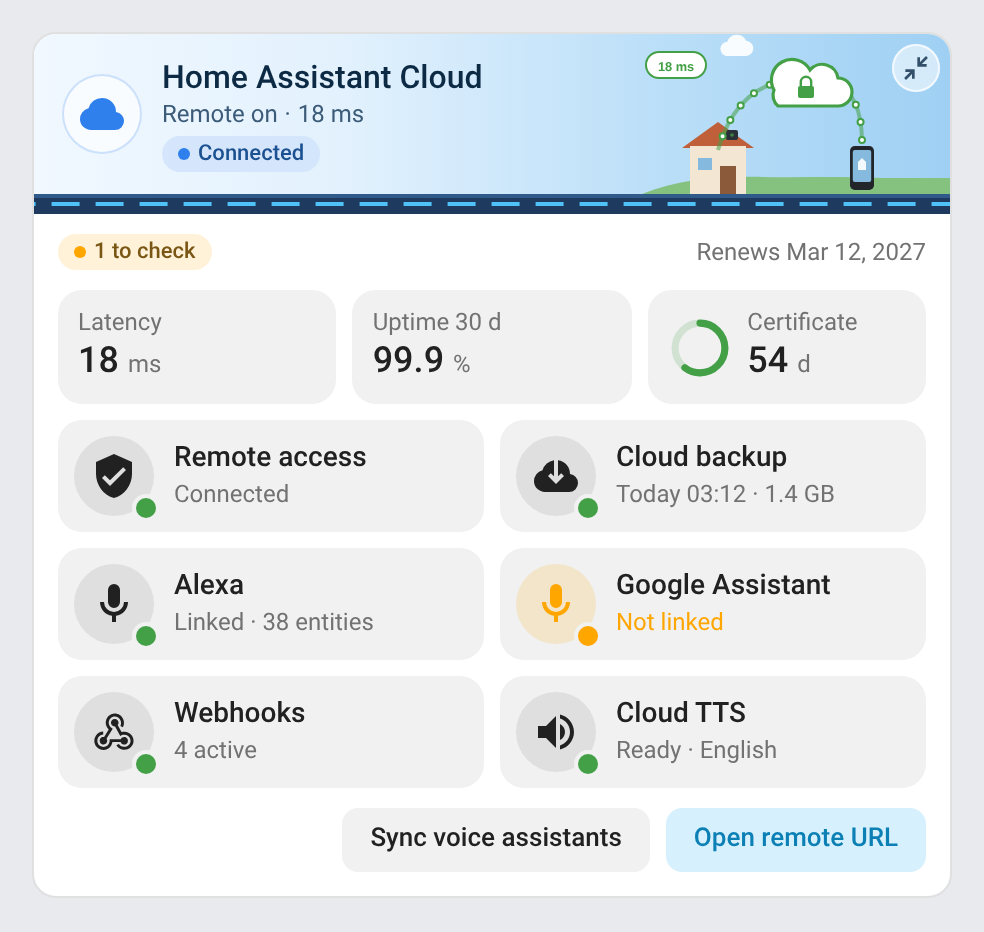 Home Assistant Cloud
Remote on · 18 ms
Connected
18 ms
1 to check
Renews Mar 12, 2027
Latency
18 ms
Uptime 30 d
99.9 %
Certificate
54 d
Remote access
Connected
Cloud backup
Today 03:12 · 1.4 GB
Alexa
Linked · 38 entities
Google Assistant
Not linked
Webhooks
4 active
Cloud TTS
Ready · English
Sync voice assistants
Open remote URL